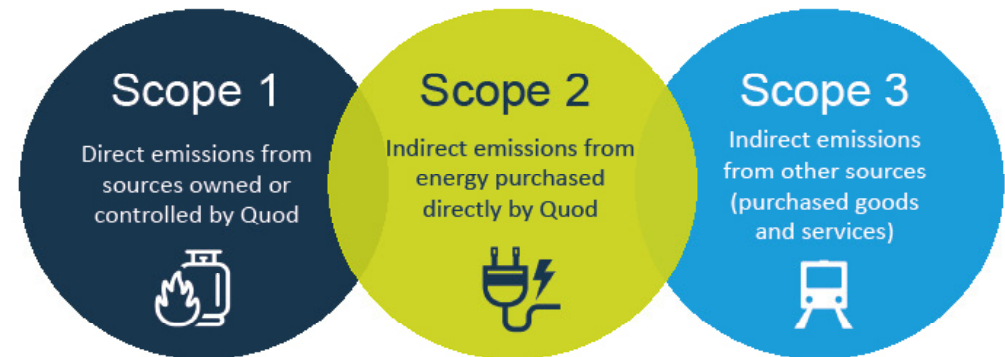 Scope 1
Direct emissions from
sources owned or
controlled by Quod
Scope 2
Indirect emissions from
energy purchased
directly by Quod
Scope 3
Indirect emissions
from other sources
(purchased goods
and services)